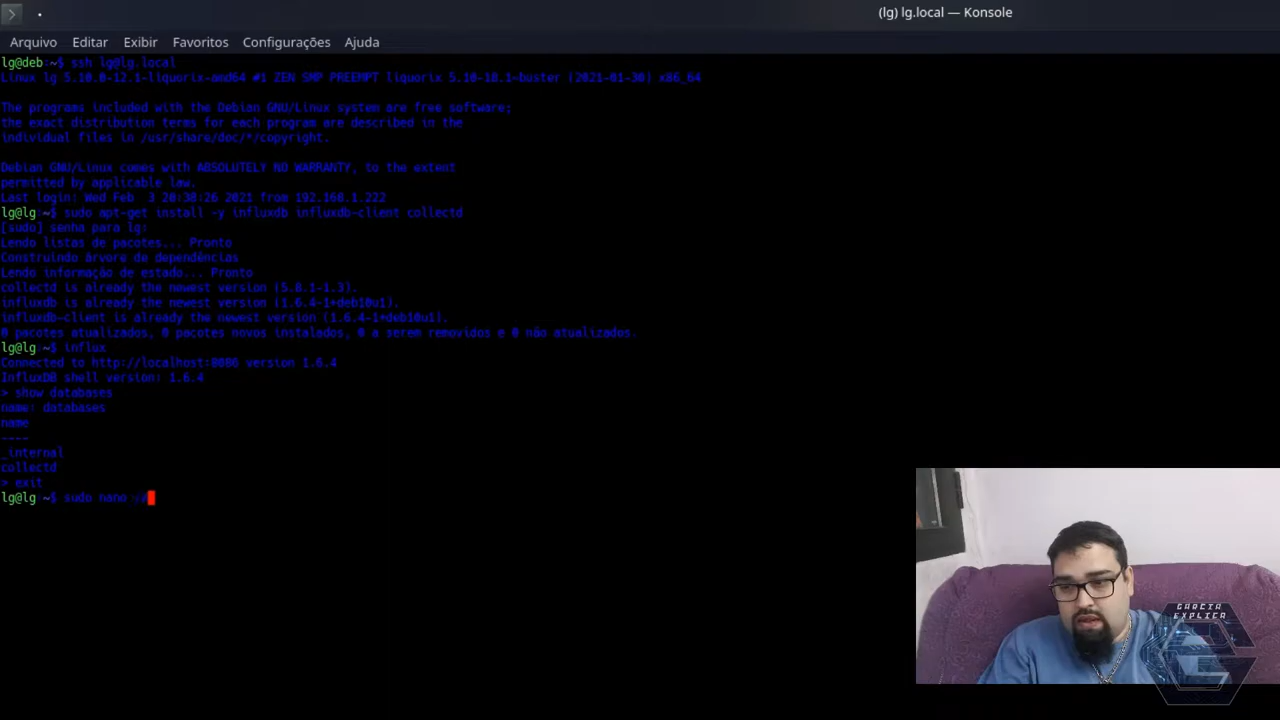 (lg) lg.local — Konsole
Arquivo Editar Exibir Favoritos Configurações Ajuda
lg@deb:~$ ssh lg@lg.local
Linux lg 5.10.0-12.1-liquorix-amd64 #1 ZEN SMP PREEMPT liquorix 5.10-18.1~buster (2021-01-30) x86_64
The programs included with the Debian GNU/Linux system are free software;
the exact distribution terms for each program are described in the
individual files in /usr/share/doc/*/copyright.
Debian GNU/Linux comes with ABSOLUTELY NO WARRANTY, to the extent
permitted by applicable law.
Last login: Wed Feb  3 20:38:26 2021 from 192.168.1.222
lg@lg:~$ sudo apt-get install -y influxdb influxdb-client collectd
[sudo] senha para lg:
Lendo listas de pacotes... Pronto
Construindo árvore de dependências
Lendo informação de estado... Pronto
collectd is already the newest version (5.8.1-1.3).
influxdb is already the newest version (1.6.4-1+deb10u1).
influxdb-client is already the newest version (1.6.4-1+deb10u1).
0 pacotes atualizados, 0 pacotes novos instalados, 0 a serem removidos e 0 não atualizados.
lg@lg:~$ influx
Connected to http://localhost:8086 version 1.6.4
InfluxDB shell version: 1.6.4
> show databases
name: databases
name
----
_internal
collectd
> exit
lg@lg:~$ sudo nano
GARCIA
EXPLICA